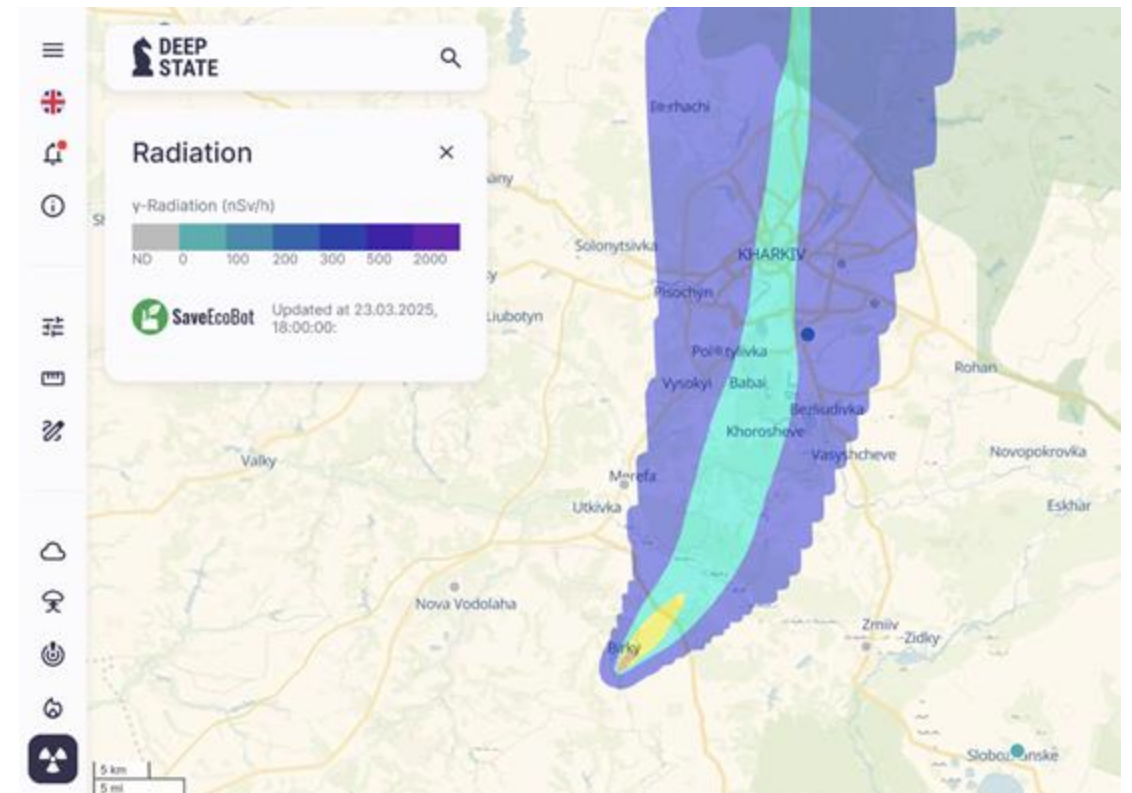 DEEP
STATE
Radiation
γ-Radiation (nSv/h)
ND 0 100 200 300 500 2000
SaveEcoBot
Updated at 23.03.2025,
18:00:00:
Solonytsivka
KHARKIV
Pisochyn
Liubotyn
Vysokyi
Babai
Rohan
Bezliudivka
Khorosheve
Vasyshcheve
Novopokrovka
Valky
Merefa
Utkivka
Eskhar
Nova Vodolaha
Zmiiv
Zidky
Birky
5 km
5 mi